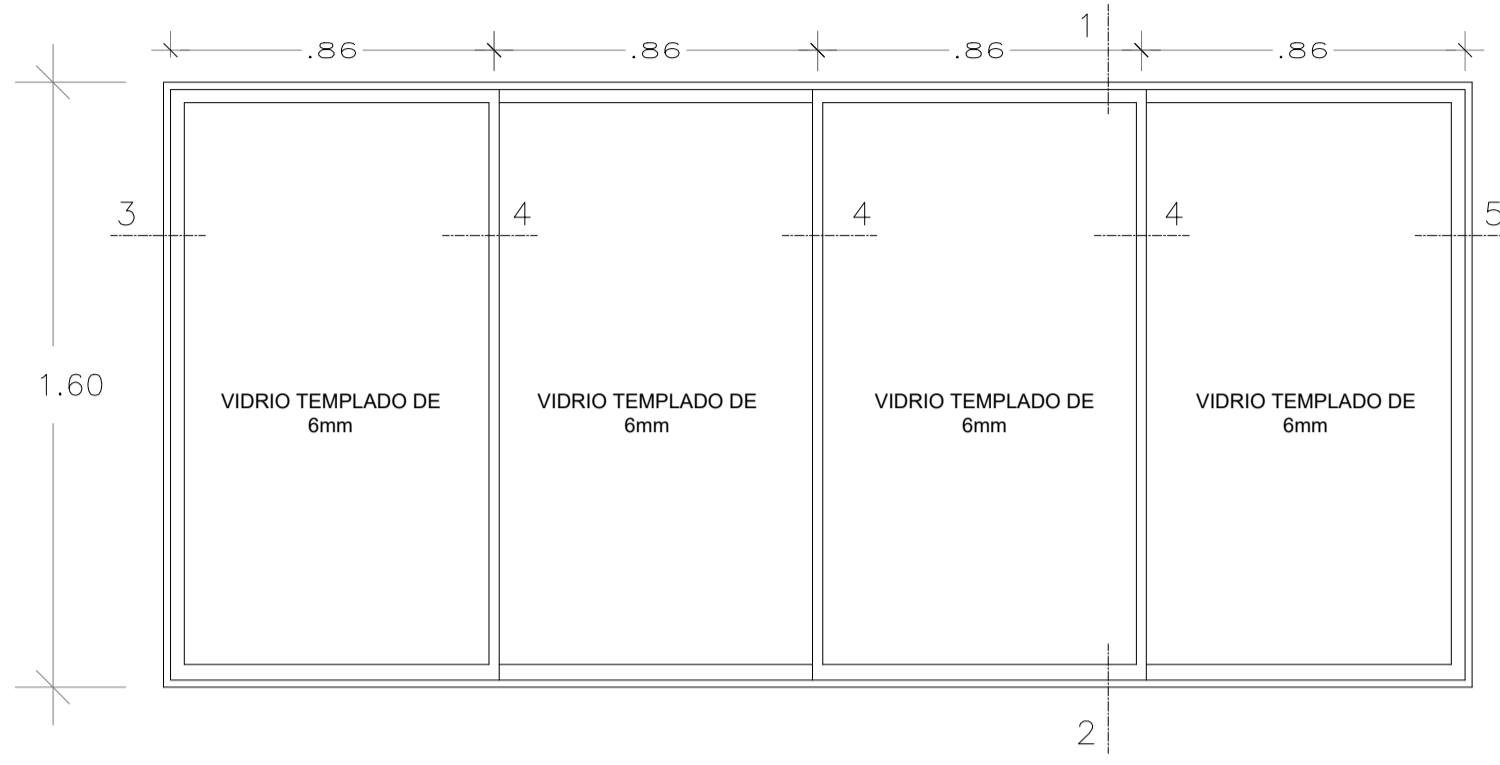 1
.86
.86
.86
.86
3
4
4
4
5
1.60
VIDRIO TEMPLADO DE
6mm
VIDRIO TEMPLADO DE
6mm
VIDRIO TEMPLADO DE
6mm
VIDRIO TEMPLADO DE
6mm
2